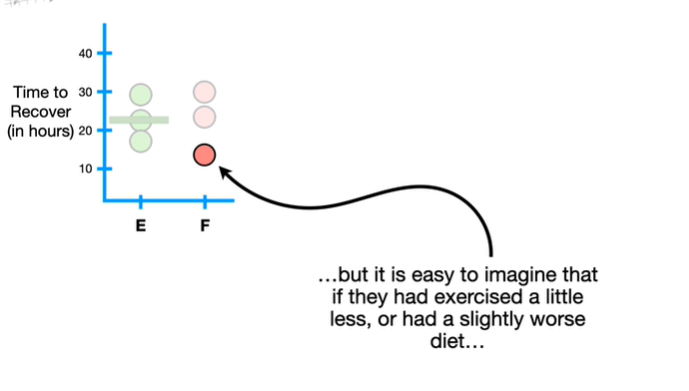 40
Time to 30
Recover
(in hours) 20
10
E F
...but it is easy to imagine that
if they had exercised a little
less, or had a slightly worse
diet...